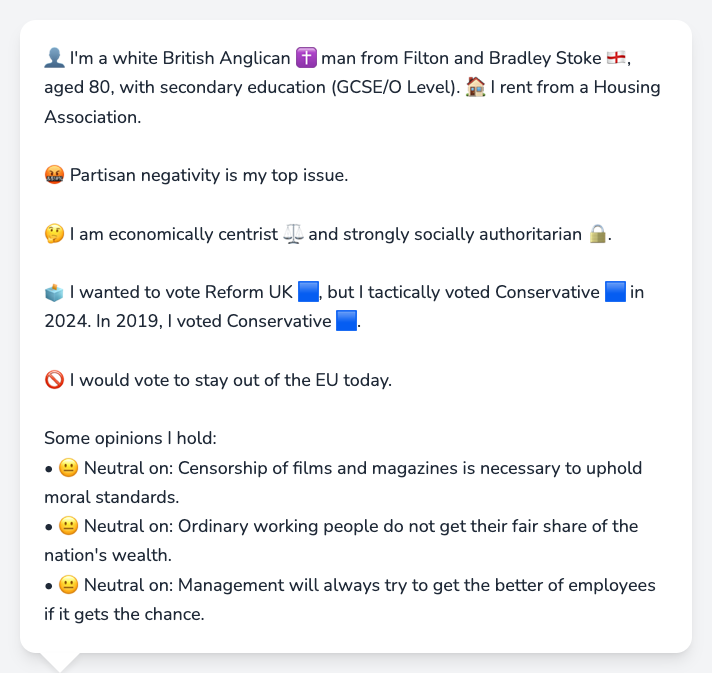 👤 I'm a white British Anglican ✝️ man from Filton and Bradley Stoke 🏴󠁧󠁢󠁥󠁮󠁧󠁿,
aged 80, with secondary education (GCSE/O Level). 🏠 I rent from a Housing
Association.
🤬 Partisan negativity is my top issue.
🤔 I am economically centrist ⚖️ and strongly socially authoritarian 🔒.
🗳️ I wanted to vote Reform UK 🟦, but I tactically voted Conservative 🟦 in
2024. In 2019, I voted Conservative 🟦.
🚫 I would vote to stay out of the EU today.
Some opinions I hold:
• 😐 Neutral on: Censorship of films and magazines is necessary to uphold
moral standards.
• 😐 Neutral on: Ordinary working people do not get their fair share of the
nation's wealth.
• 😐 Neutral on: Management will always try to get the better of employees
if it gets the chance.